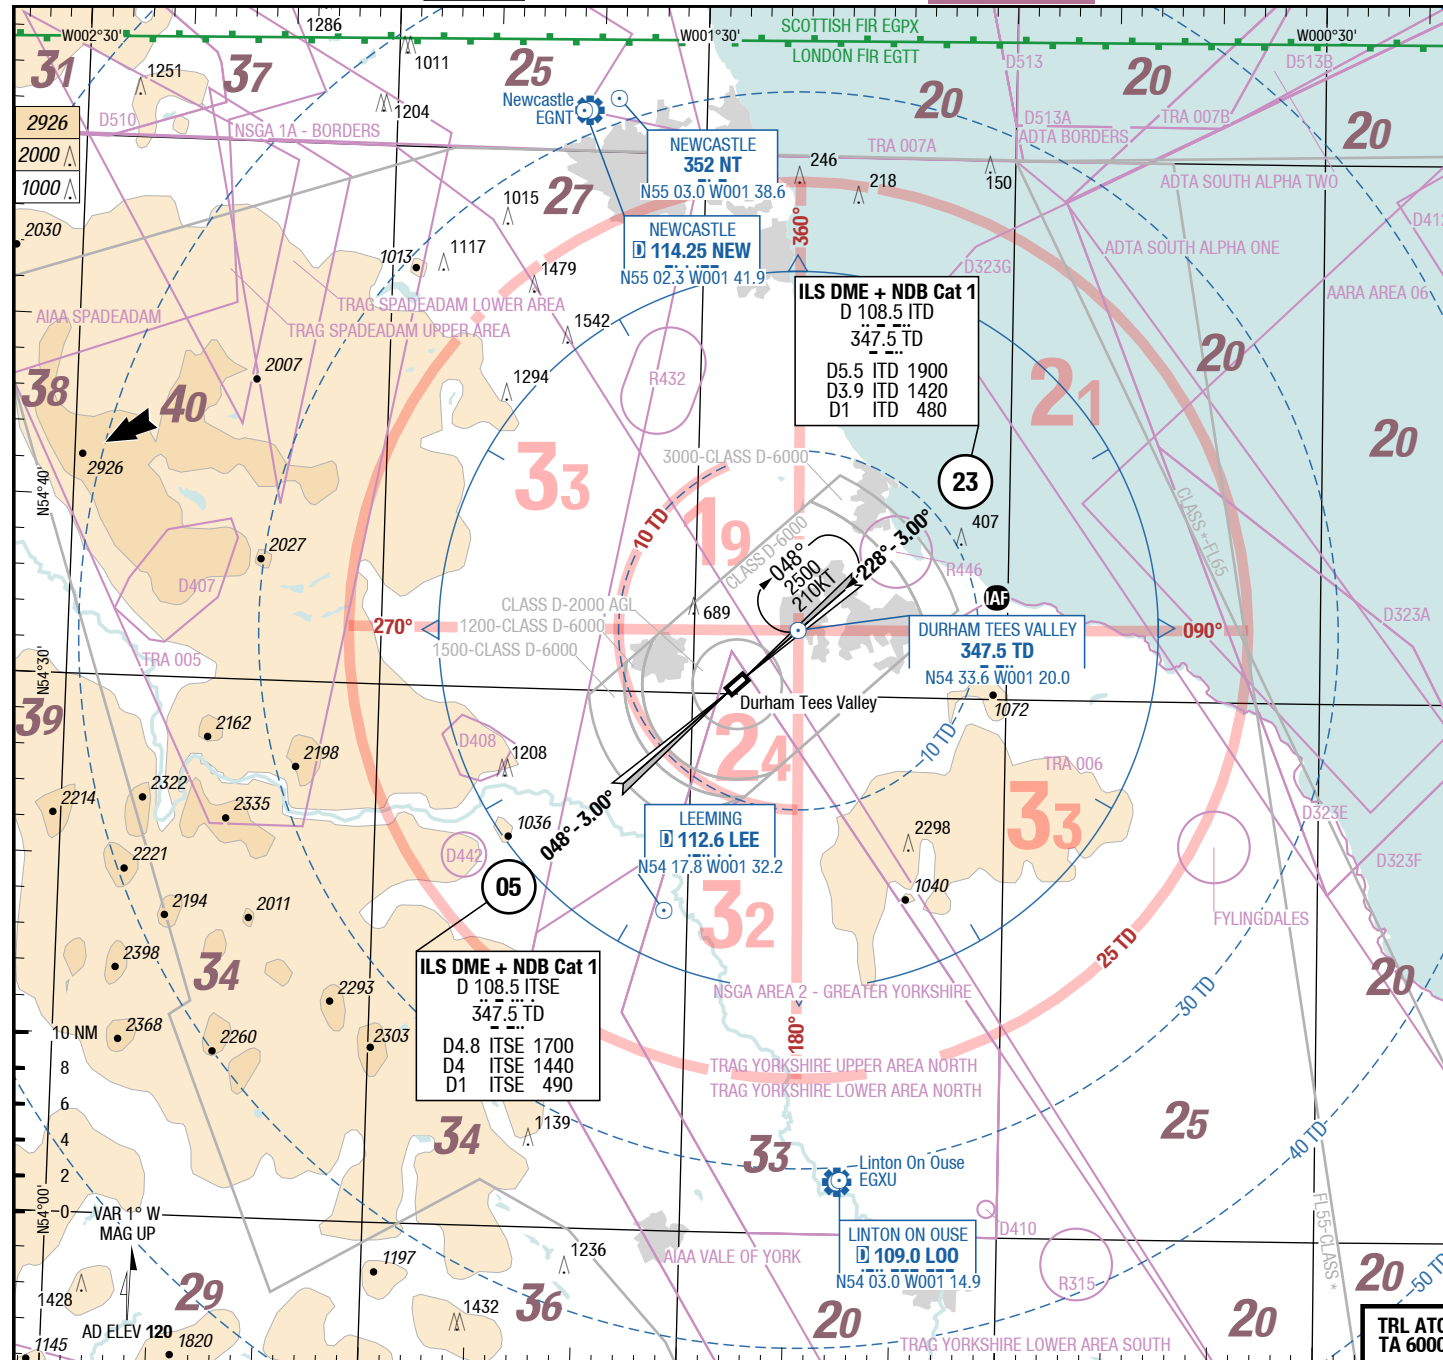 SCOTTISH FIR EGPX
LONDON FIR EGTT
W002°30'
W001°30'
W000°30'
1286
1011
1251
1204
31
37
25
20
20
20
D513
D513B
D510
NSGA 1A - BORDERS
Newcastle
EGNT
D513A
ADTA BORDERS
TRA 007B
TRA 007A
2926
2000
1000
NEWCASTLE
352 NT
N55 03.0 W001 38.6
246
218
150
ADTA SOUTH ALPHA TWO
27
1015
2030
1013
1117
1479
NEWCASTLE
D 114.25 NEW
N55 02.3 W001 41.9
360°
ADTA SOUTH ALPHA ONE
D323G
AARA AREA 06
AIAA SPADEADAM
TRAG SPADEADAM LOWER AREA
TRAG SPADEADAM UPPER AREA
1542
ILS DME + NDB Cat 1
D 108.5 ITD
347.5 TD
D5.5 ITD 1900
D3.9 ITD 1420
D1 ITD 480
2007
1294
R432
38
40
33
21
20
20
2926
3000-CLASS D-6000
23
N54°40'
2027
D407
10 TD
19
CLASS D-6000
048°
2500
210KT
228°- 3.00°
407
R446
CLASS *-FL65
IAF
CLASS D-2000 AGL
1200-CLASS D-6000
1500-CLASS D-6000
689
270°
090°
D323A
DURHAM TEES VALLEY
347.5 TD
N54 33.6 W001 20.0
N54°30'
TRA 005
39
2162
2198
D408
1208
Durham Tees Valley
24
1072
10 TD
TRA 006
33
2322
2214
2335
1036
048°- 3.00°
LEEMING
D 112.6 LEE
N54 17.8 W001 32.2
2298
D323E
D323F
2221
D442
05
1040
2194
2011
32
FYLINGDALES
2398
34
25 TD
20
2293
ILS DME + NDB Cat 1
D 108.5 ITSE
347.5 TD
D4.8 ITSE 1700
D4 ITSE 1440
D1 ITSE 490
NSGA AREA 2 - GREATER YORKSHIRE
30 TD
180°
10 NM
2368
2260
2303
8
6
4
2
0
TRAG YORKSHIRE UPPER AREA NORTH
TRAG YORKSHIRE LOWER AREA NORTH
1139
34
33
25
40 TD
Linton On Ouse
EGXU
N54°00'
VAR 1° W
MAG UP
D410
LINTON ON OUSE
D 109.0 LOO
N54 03.0 W001 14.9
AIAA VALE OF YORK
1197
1236
R315
FL55-CLASS *
20
1428
29
36
1432
20
20
AD ELEV 120
1820
1145
TRAG YORKSHIRE LOWER AREA SOUTH
TA 6000